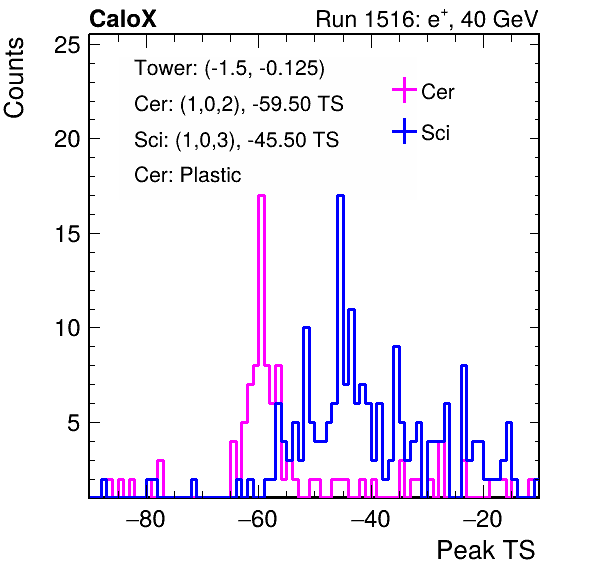 CaloX Run 1516: e⁺, 40 GeV
Counts
25
20
15
10
5
Tower: (-1.5, -0.125)
Cer: (1,0,2), -59.50 TS
Sci: (1,0,3), -45.50 TS
Cer: Plastic
Cer
Sci
−80 −60 −40 −20
Peak TS